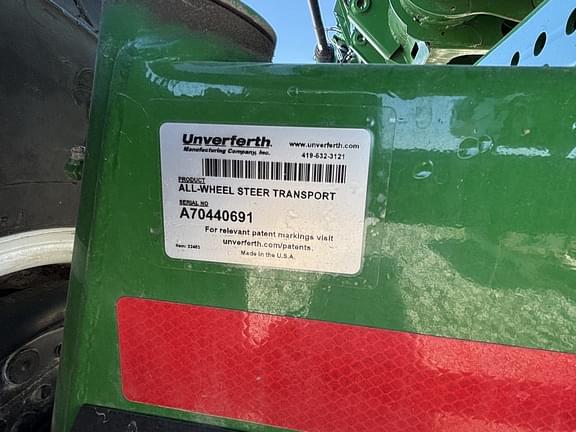 Unverferth
Manufacturing Company, Inc.
www.unverferth.com
419-532-3121
PRODUCT
ALL-WHEEL STEER TRANSPORT
SERIAL NO
A70440691
For relevant patent markings visit
unverferth.com/patents.
Made in the U.S.A.